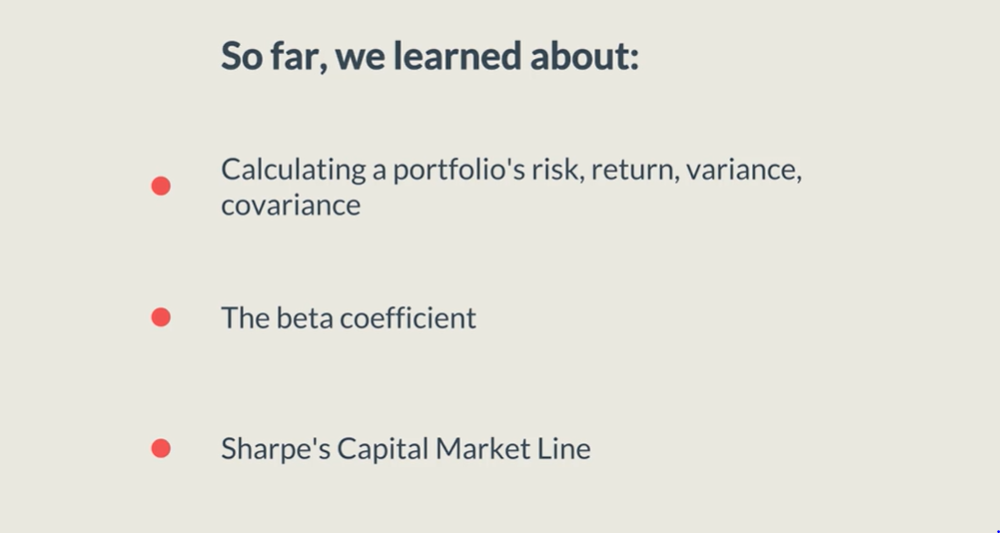 So far, we learned about:
Calculating a portfolio's risk, return, variance,
covariance
The beta coefficient
Sharpe's Capital Market Line